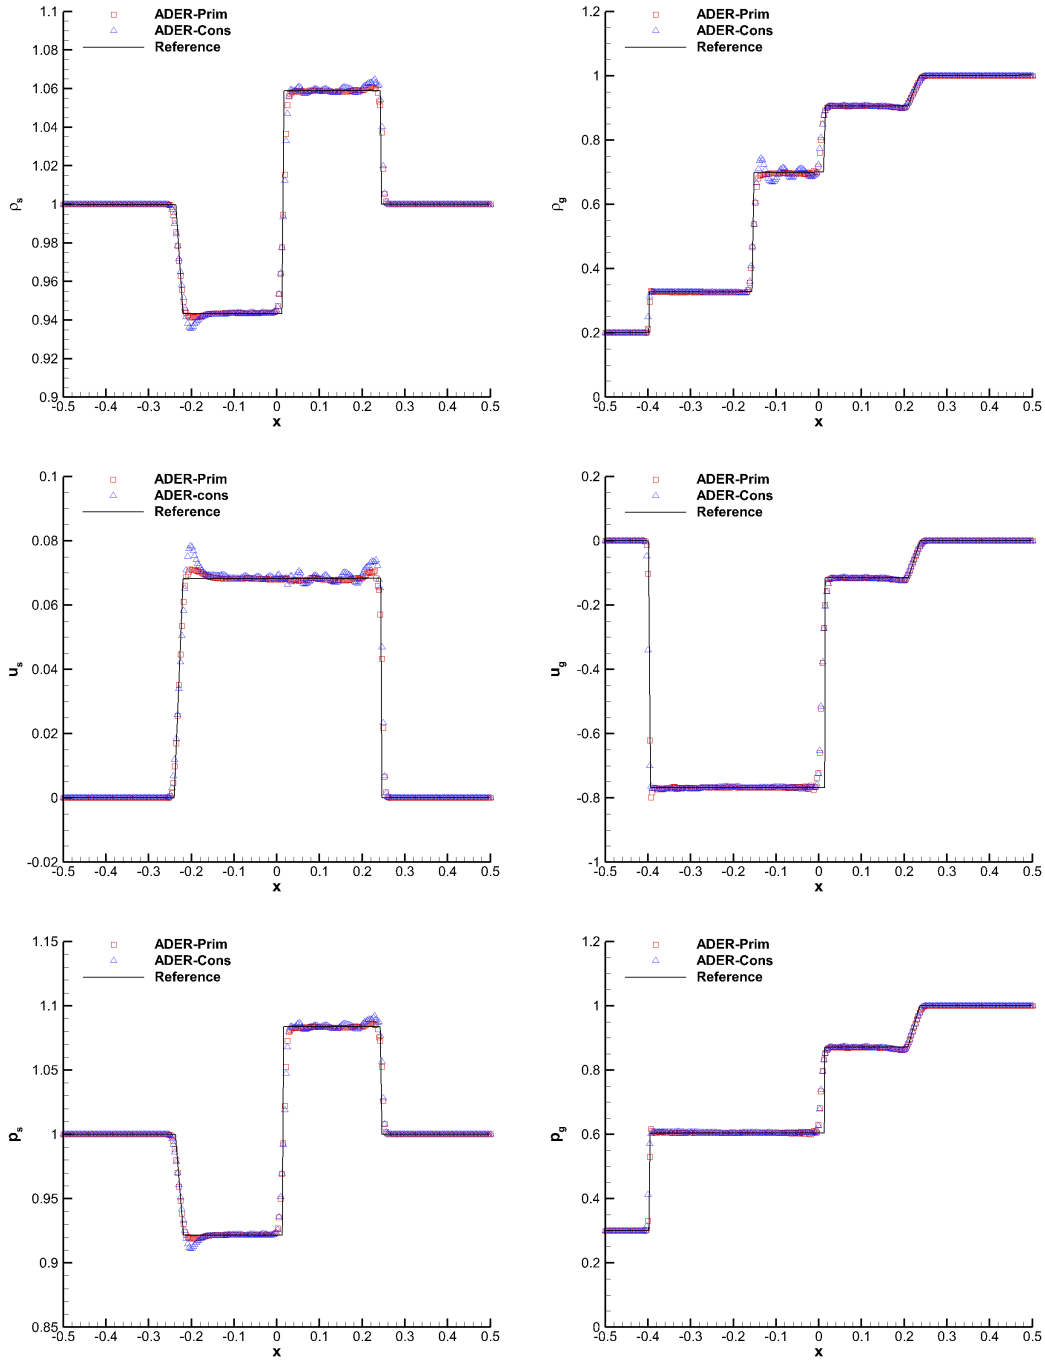 1.1
1.08
1.06
1.04
1.02
1
0.98
0.96
0.94
0.92
0.9
ρs
ADER-Prim
ADER-Cons
Reference
-0.5 -0.4 -0.3 -0.2 -0.1 0 0.1 0.2 0.3 0.4 0.5
x
1.2
1
0.8
0.6
0.4
0.2
0
ρg
ADER-Prim
ADER-Cons
Reference
-0.5 -0.4 -0.3 -0.2 -0.1 0 0.1 0.2 0.3 0.4 0.5
x
0.1
0.08
0.06
0.04
0.02
0
-0.02
us
ADER-Prim
ADER-cons
Reference
-0.5 -0.4 -0.3 -0.2 -0.1 0 0.1 0.2 0.3 0.4 0.5
x
0.2
0
-0.2
-0.4
-0.6
-0.8
-1
ug
ADER-Prim
ADER-Cons
Reference
-0.5 -0.4 -0.3 -0.2 -0.1 0 0.1 0.2 0.3 0.4 0.5
x
1.15
1.1
1.05
1
0.95
0.9
0.85
ps
ADER-Prim
ADER-Cons
Reference
-0.5 -0.4 -0.3 -0.2 -0.1 0 0.1 0.2 0.3 0.4 0.5
x
1.2
1
0.8
0.6
0.4
0.2
0
pg
ADER-Prim
ADER-Cons
Reference
-0.5 -0.4 -0.3 -0.2 -0.1 0 0.1 0.2 0.3 0.4 0.5
x